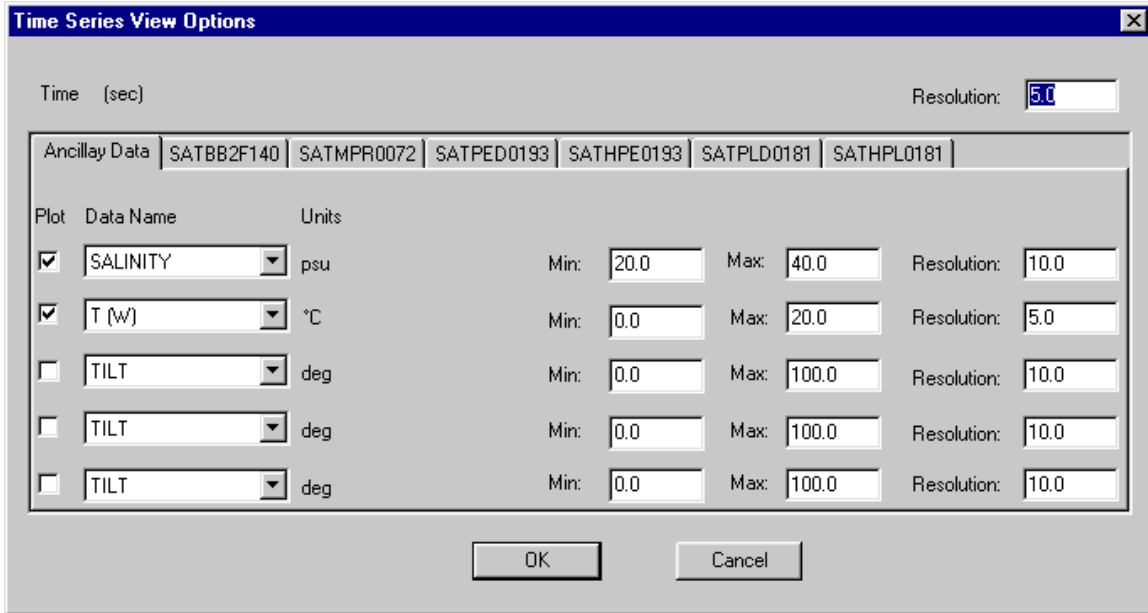 Time Series View Options
Time (sec) Resolution: 5.0
Ancillay Data SATBB2F140 SATMPR0072 SATPED0193 SATHPE0193 SATPLD0181 SATHPL0181
Plot Data Name Units
SALINITY psu Min: 20.0 Max: 40.0 Resolution: 10.0
T (W) °C Min: 0.0 Max: 20.0 Resolution: 5.0
TILT deg Min: 0.0 Max: 100.0 Resolution: 10.0
TILT deg Min: 0.0 Max: 100.0 Resolution: 10.0
TILT deg Min: 0.0 Max: 100.0 Resolution: 10.0
OK Cancel